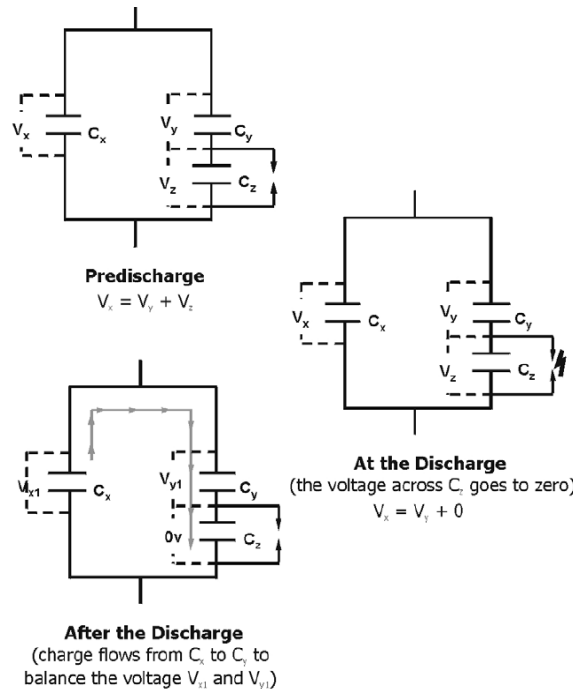 Vx
Cx
Vy
Cy
Vz
Cz
Predischarge
Vx = Vy + Vz
Vx
Cx
Vy
Cy
Vz
Cz
At the Discharge
(the voltage across Cz goes to zero)
Vx = Vy + 0
Vx1
Cx
Vy1
Cy
0v
Cz
After the Discharge
(charge flows from Cx to Cy to
balance the voltage Vx1 and Vy1)